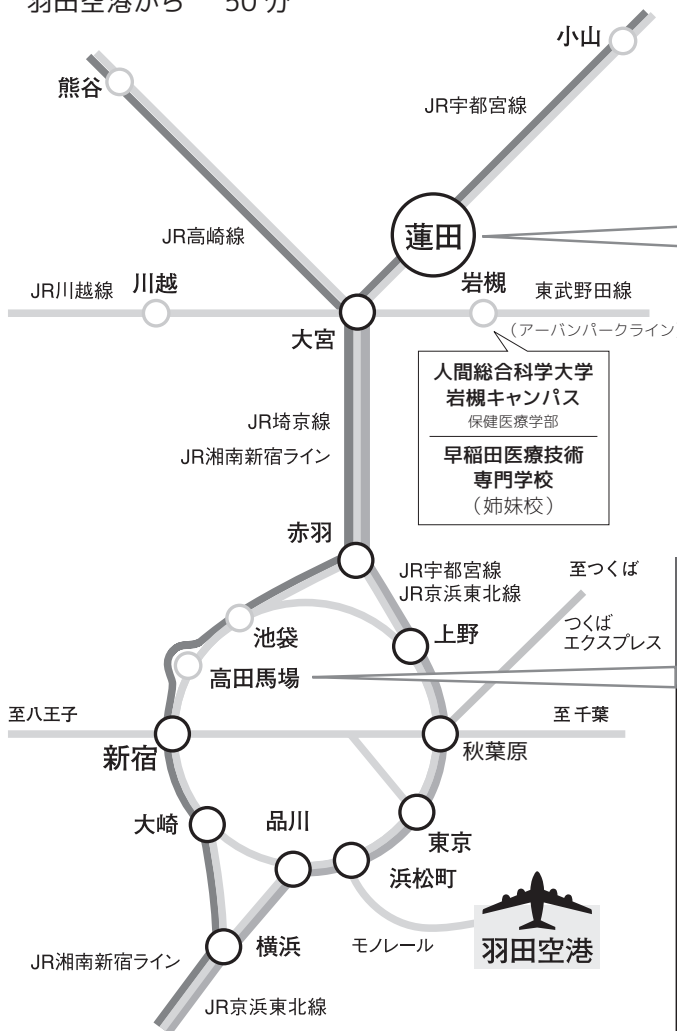 羽田空港から 50分
小山
熊谷
JR宇都宮線
蓮田
JR高崎線
JR川越線
川越
岩槻
東武野田線
（アーバンパークライン
大宮
人間総合科学大学
岩槻キャンパス
保健医療学部
早稲田医療技術
専門学校
（姉妹校）
JR埼京線
JR湘南新宿ライン
赤羽
JR宇都宮線
JR京浜東北線
至つくば
つくば
エクスプレス
池袋
上野
高田馬場
至八王子
至千葉
新宿
秋葉原
大崎
品川
東京
浜松町
横浜
モノレール
羽田空港
JR湘南新宿ライン
JR京浜東北線